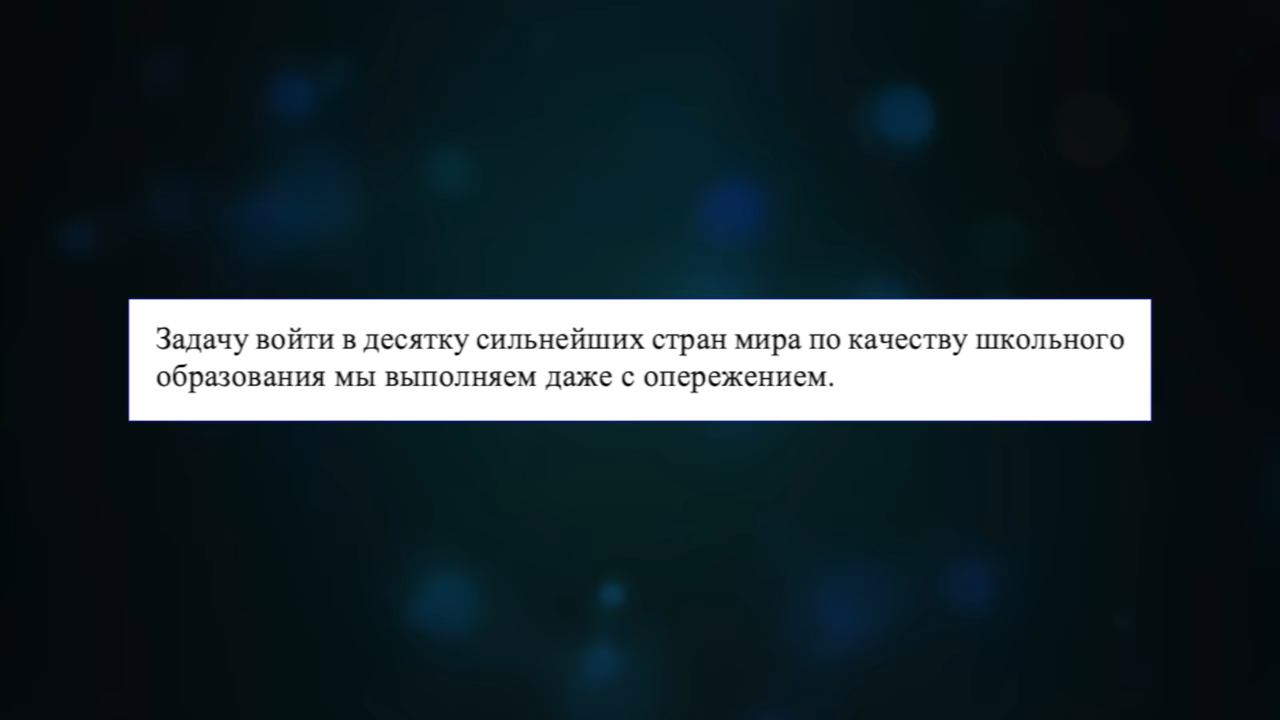 Задачу войти в десятку сильнейших стран мира по качеству школьного
образования мы выполняем даже с опережением.